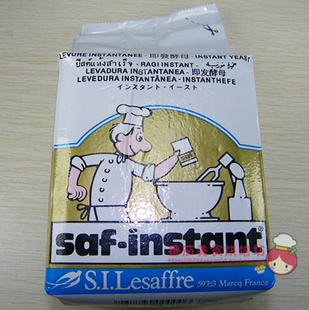 LEVURE INSTANTANÉE - 即發酵母 - INSTANT YEAST
ยีสต์แห้งสำเร็จ - RAGI INSTANT -
LEVADURA INSTANTANEA - 即发酵母
LEVEDURA INSTANTÂNEA - INSTANTHEFE
インスタント・イースト
saf-instant
S.I.Lesaffre
59703 Marcq France